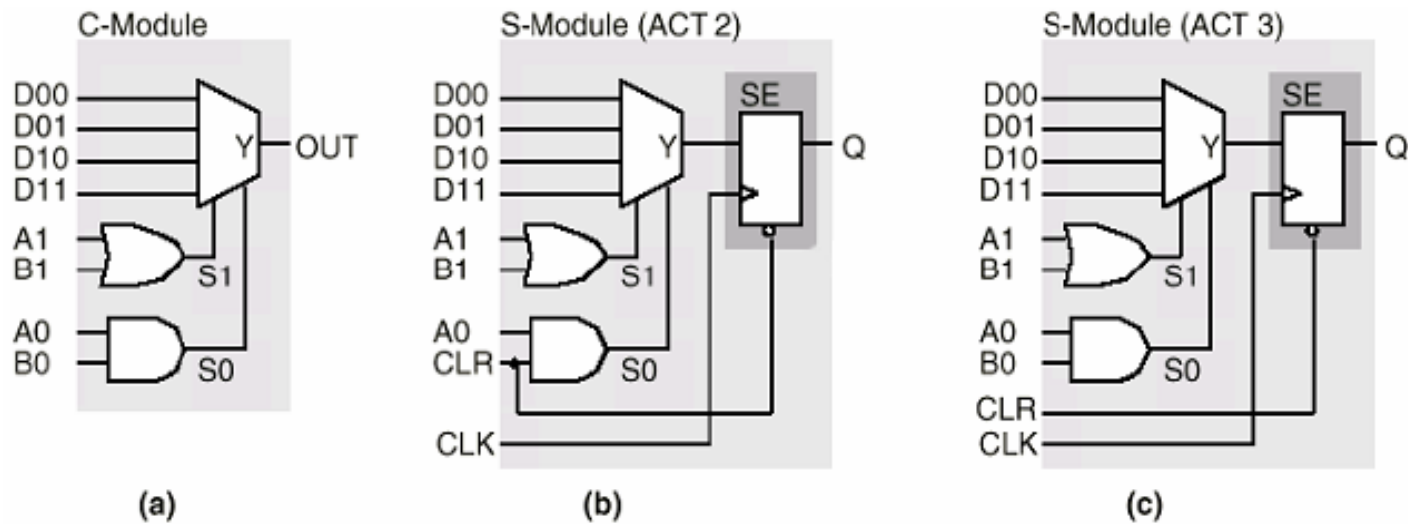 C-Module
D00
D01
D10
D11
Y
OUT
A1
B1
S1
A0
B0
S0
(a)
S-Module (ACT 2)
SE
D00
D01
D10
D11
Y
Q
A1
B1
S1
A0
CLR
S0
CLK
(b)
S-Module (ACT 3)
SE
D00
D01
D10
D11
Y
Q
A1
B1
S1
A0
B0
S0
CLR
CLK
(c)